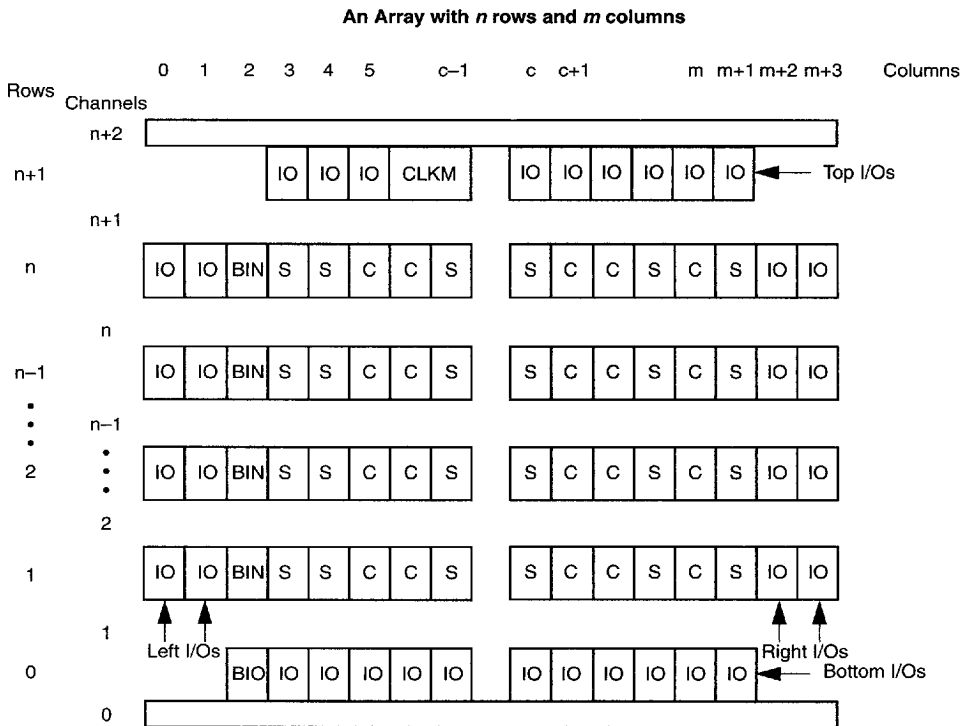 An Array with n rows and m columns
0 1 2 3 4 5 c–1 c c+1 m m+1 m+2 m+3 Columns
Rows
Channels
n+2
n+1 IO IO IO CLKM IO IO IO IO IO IO Top I/Os
n+1
n IO IO BIN S S C C S S C C S C S IO IO
n
n–1 IO IO BIN S S C C S S C C S C S IO IO
n–1
2 IO IO BIN S S C C S S C C S C S IO IO
2
1 IO IO BIN S S C C S S C C S C S IO IO
1
Left I/Os Right I/Os
0 BIO IO IO IO IO IO IO IO IO IO IO IO Bottom I/Os
0